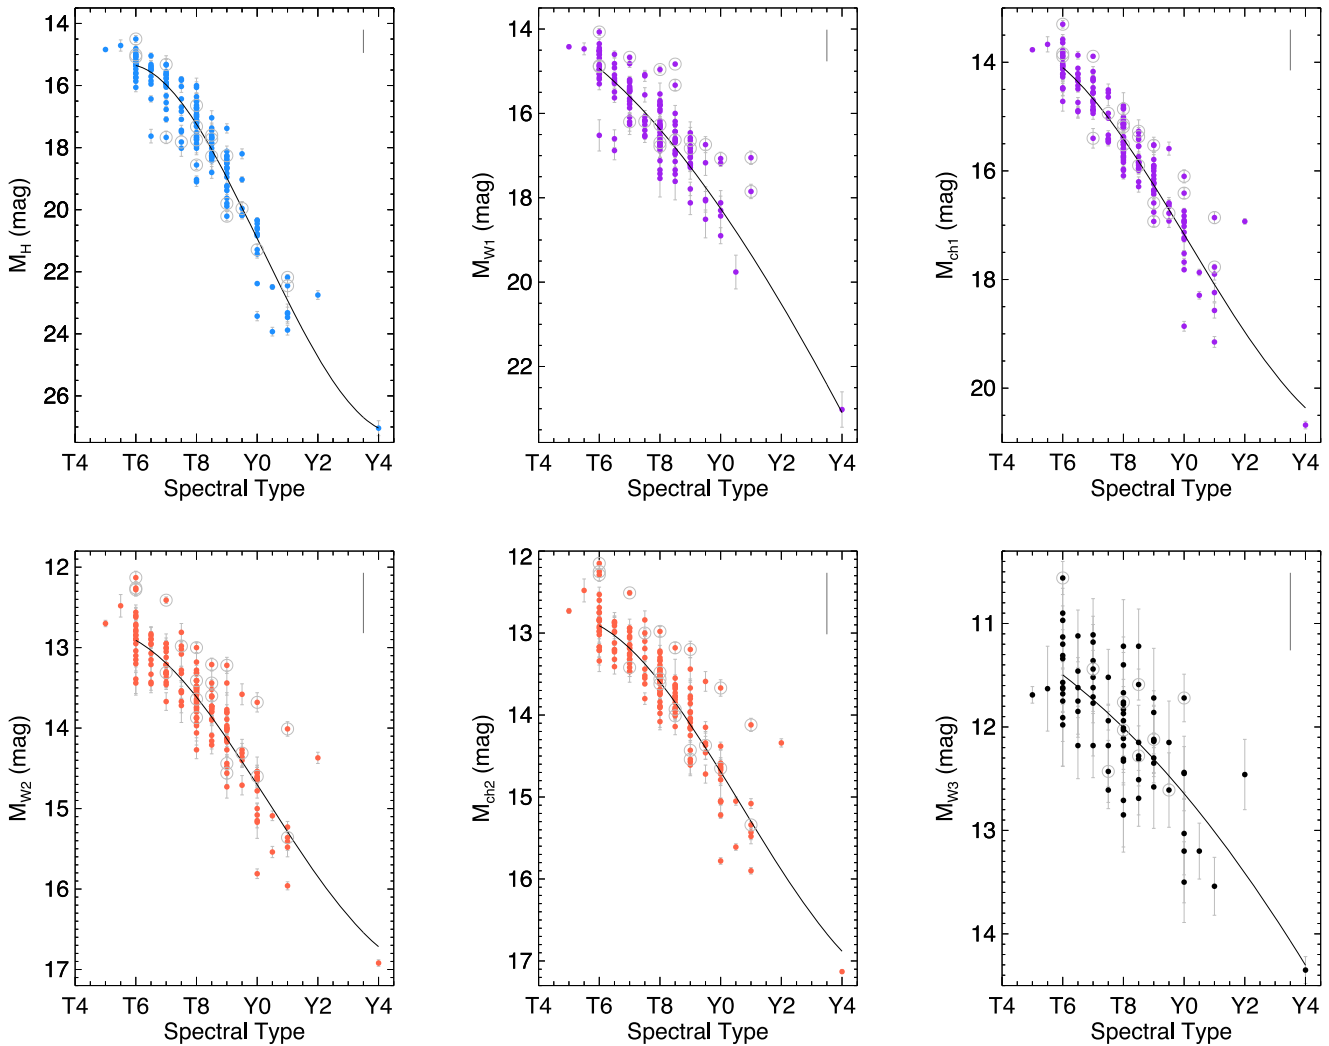 14
16
18
20
22
24
26
M_H (mag)
T4 T6 T8 Y0 Y2 Y4
Spectral Type
14
16
18
20
22
M_W1 (mag)
T4 T6 T8 Y0 Y2 Y4
Spectral Type
14
16
18
20
M_ch1 (mag)
T4 T6 T8 Y0 Y2 Y4
Spectral Type
12
13
14
15
16
17
M_W2 (mag)
T4 T6 T8 Y0 Y2 Y4
Spectral Type
12
13
14
15
16
17
M_ch2 (mag)
T4 T6 T8 Y0 Y2 Y4
Spectral Type
11
12
13
14
M_W3 (mag)
T4 T6 T8 Y0 Y2 Y4
Spectral Type